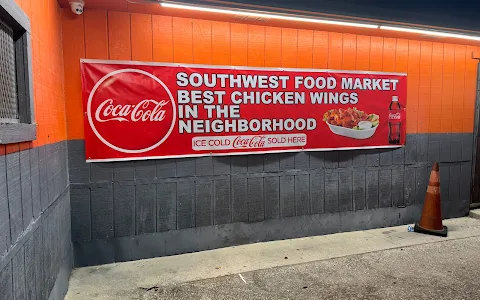 Coca-Cola
SOUTHWEST FOOD MARKET
BEST CHICKEN WINGS
IN THE
NEIGHBORHOOD
ICE COLD Coca-Cola SOLD HERE